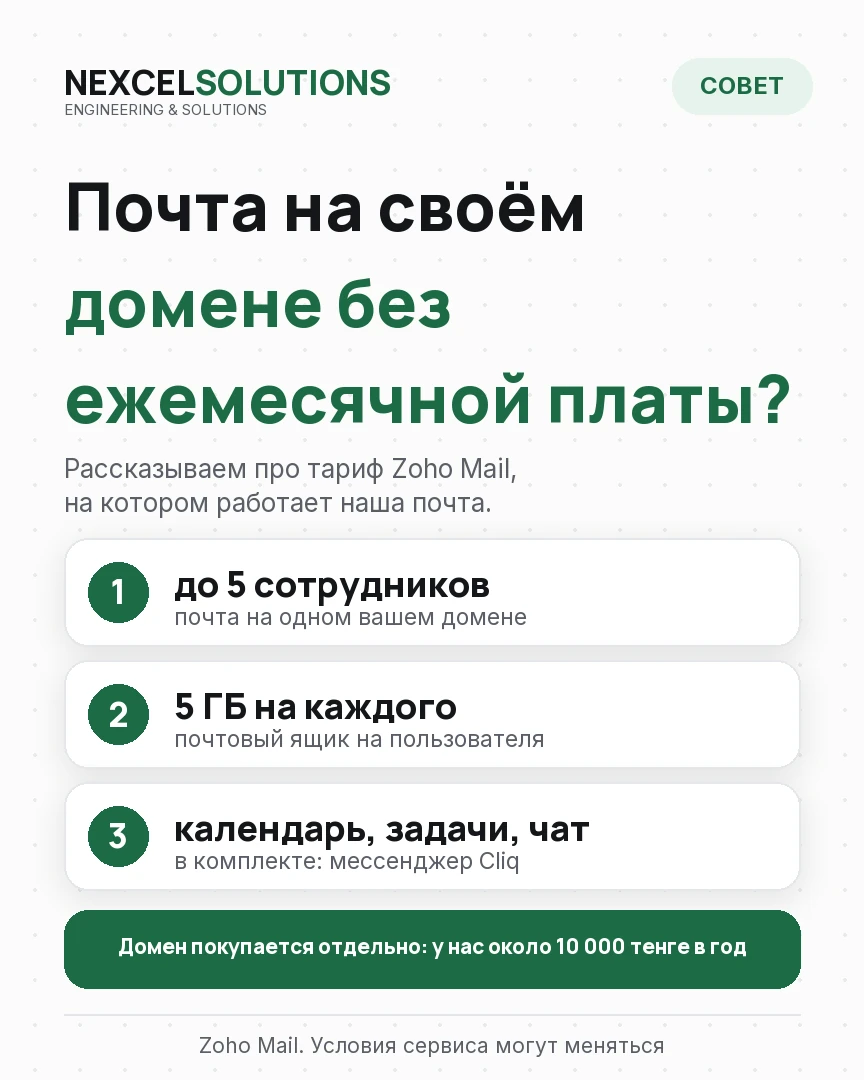 NEXCELSOLUTIONS
ENGINEERING & SOLUTIONS
СОВЕТ
Почта на своём
домене без
ежемесячной платы?
Рассказываем про тариф Zoho Mail,
на котором работает наша почта.
1
до 5 сотрудников
почта на одном вашем домене
2
5 ГБ на каждого
почтовый ящик на пользователя
3
календарь, задачи, чат
в комплекте: мессенджер Cliq
Домен покупается отдельно: у нас около 10 000 тенге в год
Zoho Mail. Условия сервиса могут меняться